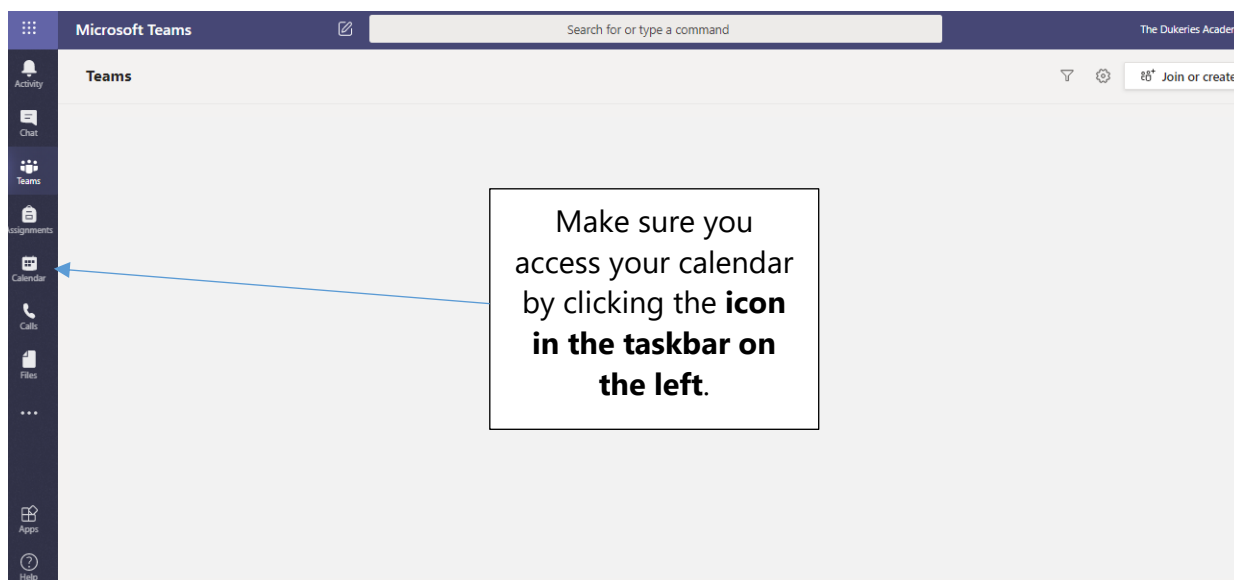 Microsoft Teams
Search for or type a command
The Dukeries Acade
Activity
Teams
Join or create
Chat
Teams
ssignments
Calendar
Calls
Files
Make sure you
access your calendar
by clicking the icon
in the taskbar on
the left.
Apps
Help